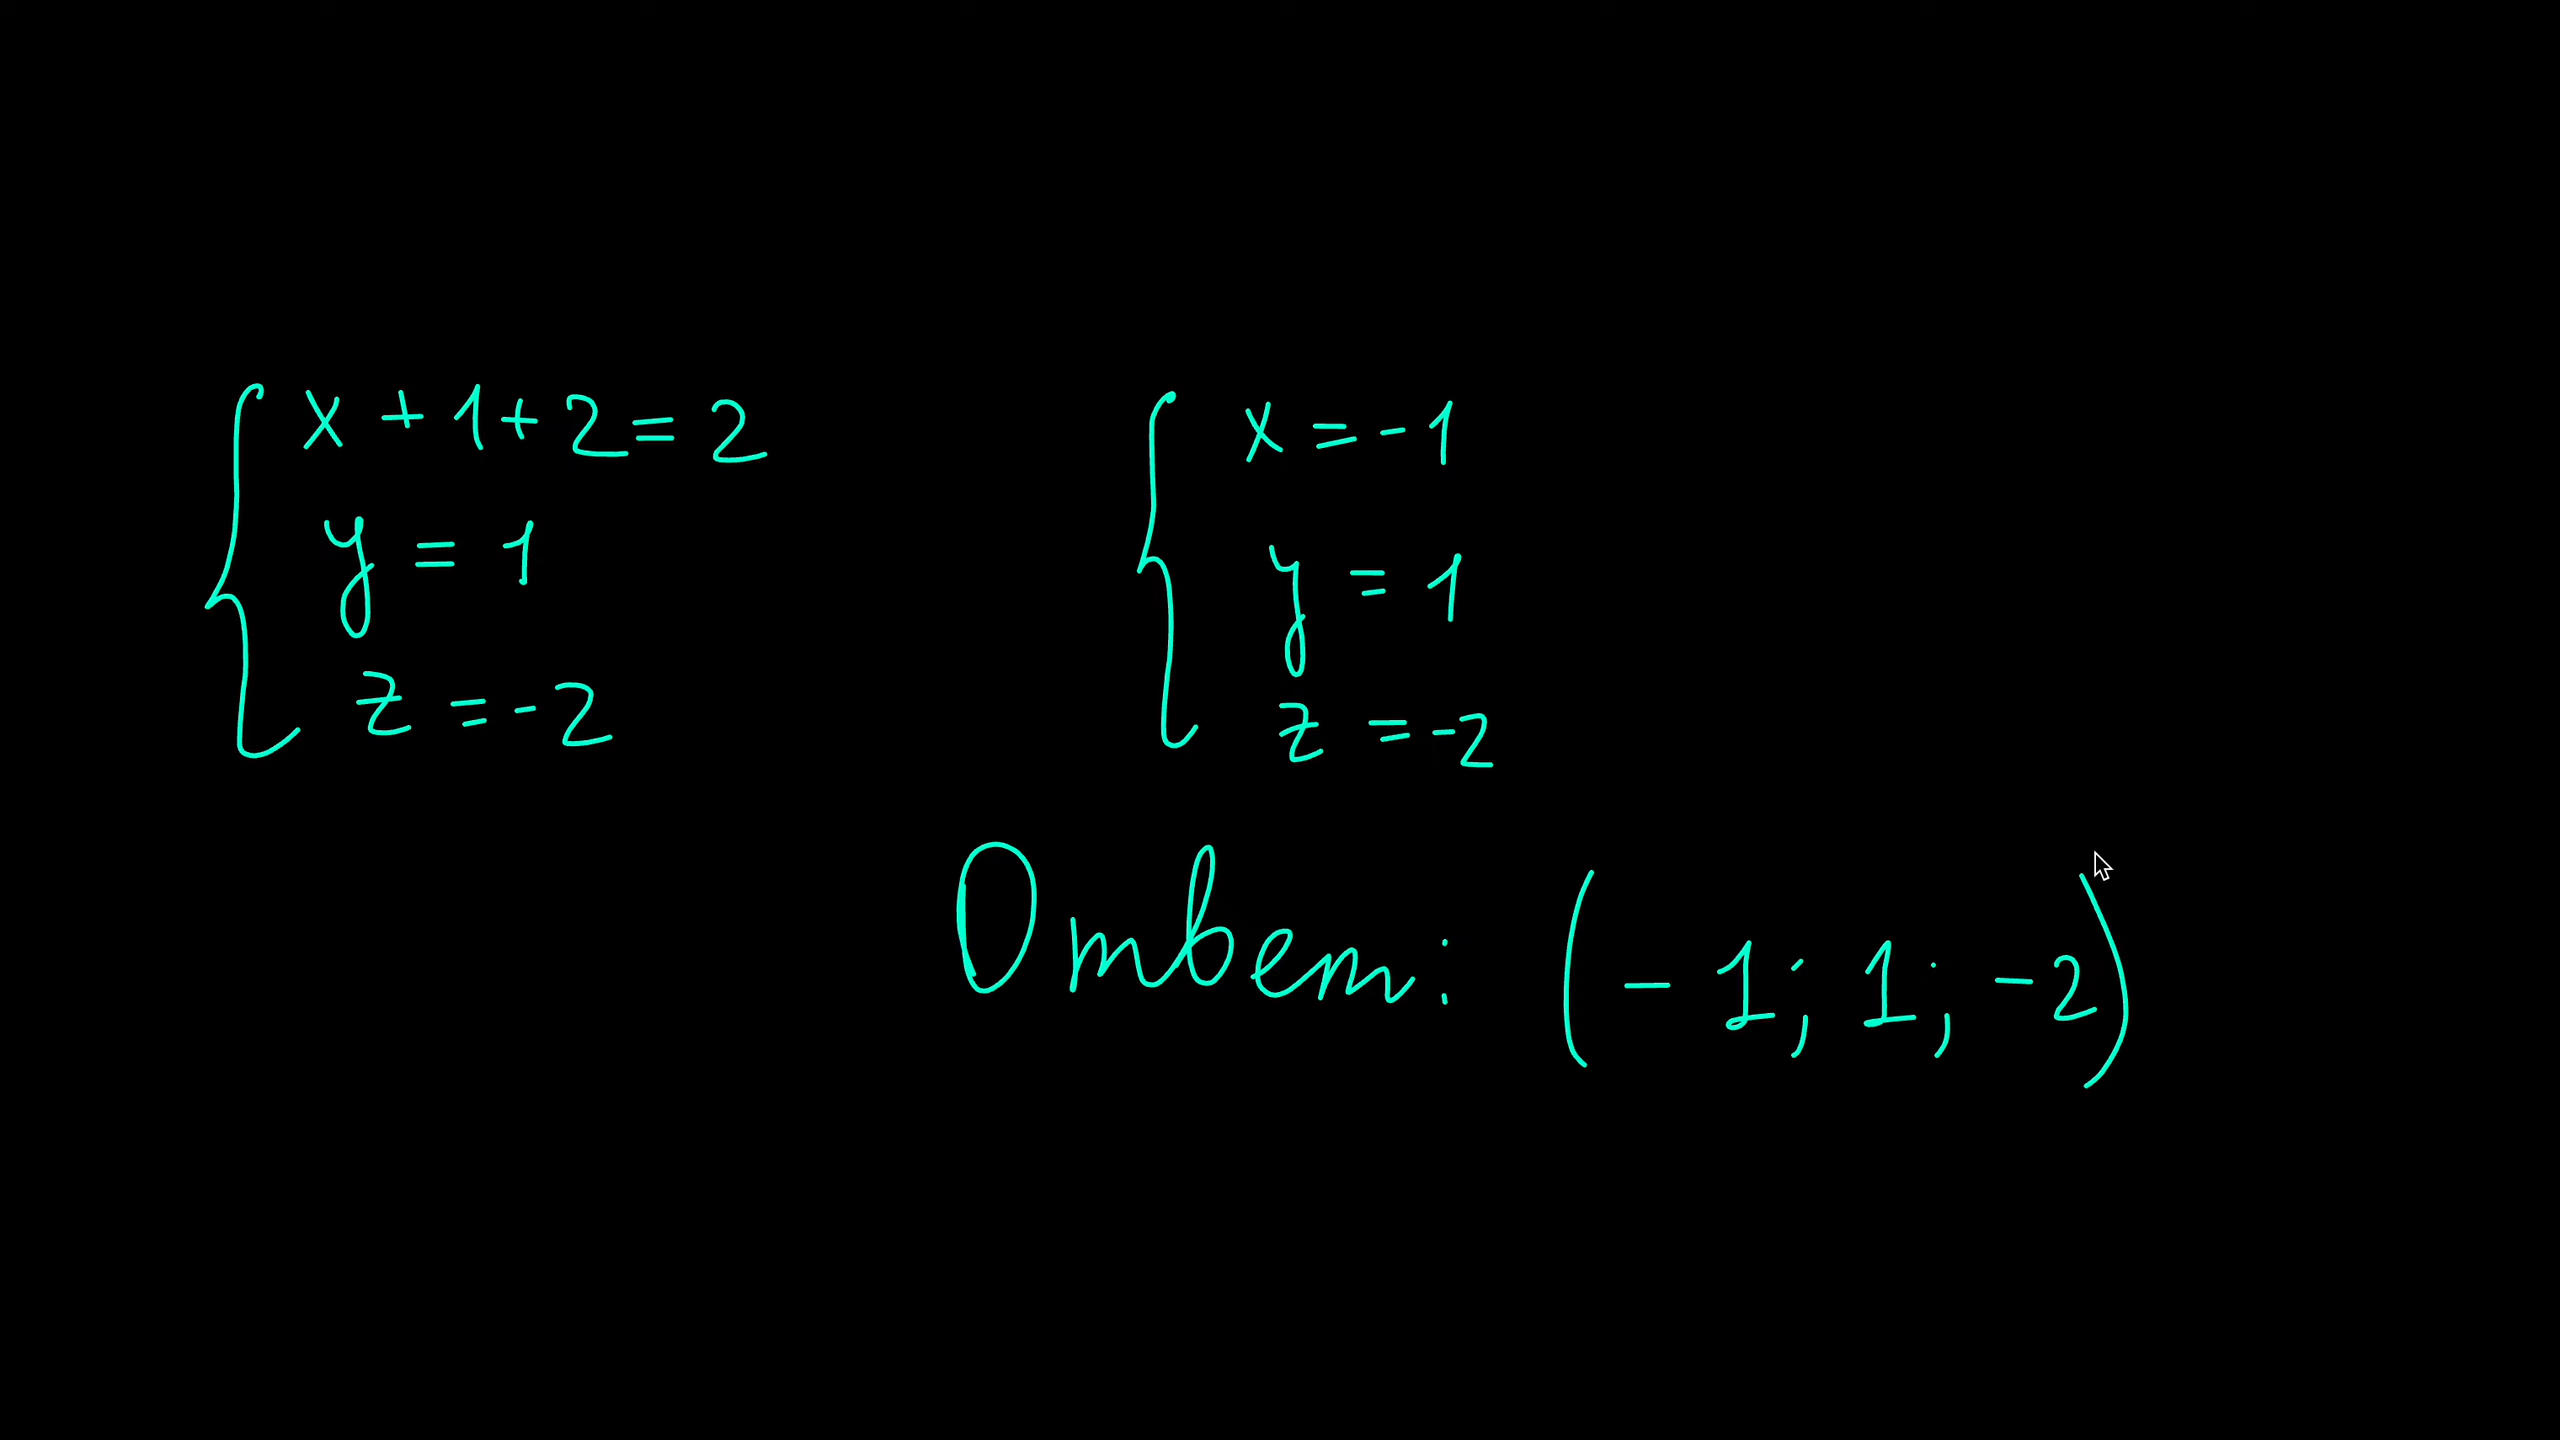 x + 1 + 2 = 2
y = 1
z = -2
x = -1
y = 1
z = -2
Ответ: (-1; 1; -2)